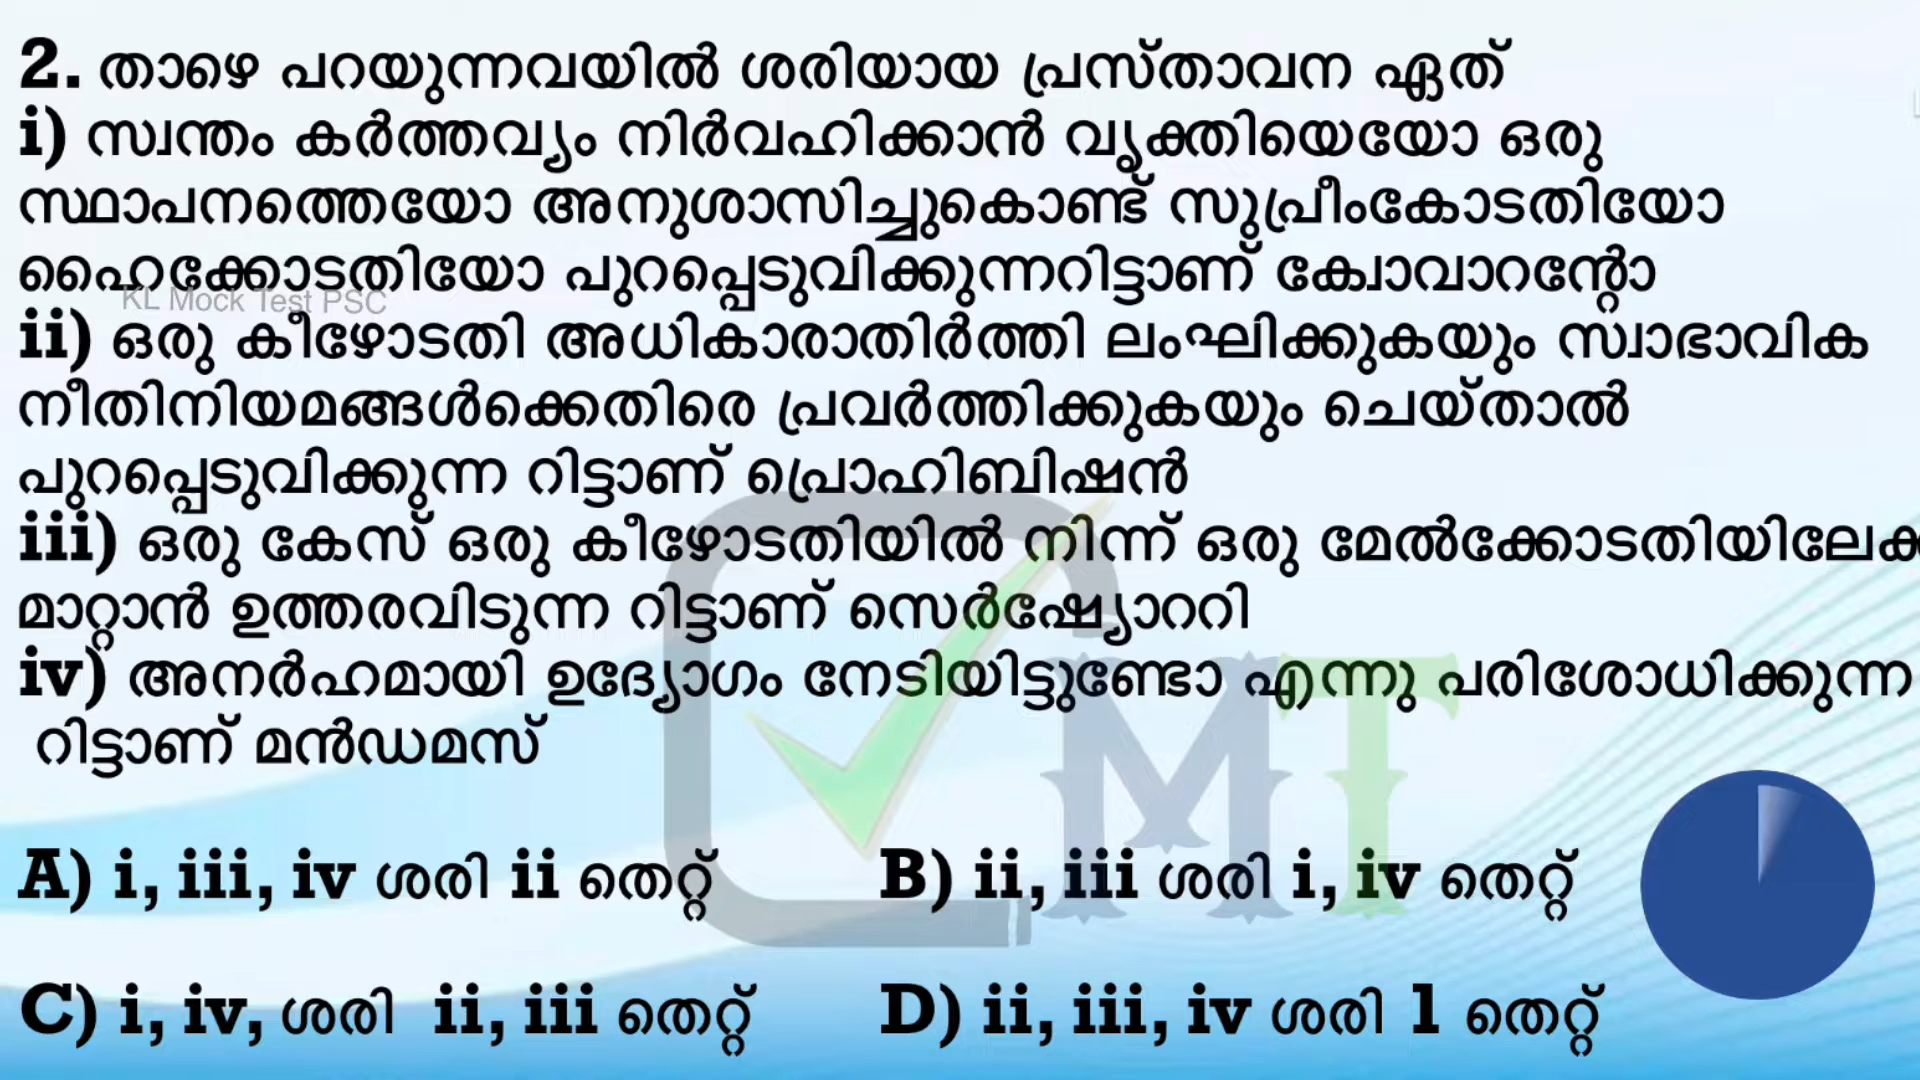 2. താഴെ പറയുന്നവയിൽ ശരിയായ പ്രസ്താവന ഏത്
i) സ്വന്തം കർത്തവ്യം നിർവഹിക്കാൻ വ്യക്തിയെയോ ഒരു
സ്ഥാപനത്തെയോ അനുശാസിച്ചുകൊണ്ട് സുപ്രീംകോടതിയോ
ഹൈക്കോടതിയോ പുറപ്പെടുവിക്കുന്നറിട്ടാണ് ക്വോവാറന്റോ
KL Mock Test PSC
ii) ഒരു കീഴോടതി അധികാരാതിർത്തി ലംഘിക്കുകയും സ്വാഭാവിക
നീതിനിയമങ്ങൾക്കെതിരെ പ്രവർത്തിക്കുകയും ചെയ്താൽ
പുറപ്പെടുവിക്കുന്ന റിട്ടാണ് പ്രൊഹിബിഷൻ
iii) ഒരു കേസ് ഒരു കീഴോടതിയിൽ നിന്ന് ഒരു
മാറ്റാൻ ഉത്തരവിടുന്ന റിട്ടാണ് സെർഷ്യോററി
iv) അനർഹമായി ഉദ്യോഗം നേടിയിട്ടുണ്ടോ എന്നു പരിശോധിക്കുന്ന
റിട്ടാണ് മൻഡമസ്
MT
A) i, iii, iv ശരി ii തെറ്റ്
B) ii, iii ശരി i, iv തെറ്റ്
C) i, iv, ശരി ii, iii തെറ്റ്
D) ii, iii, iv ശരി 1 തെറ്റ്